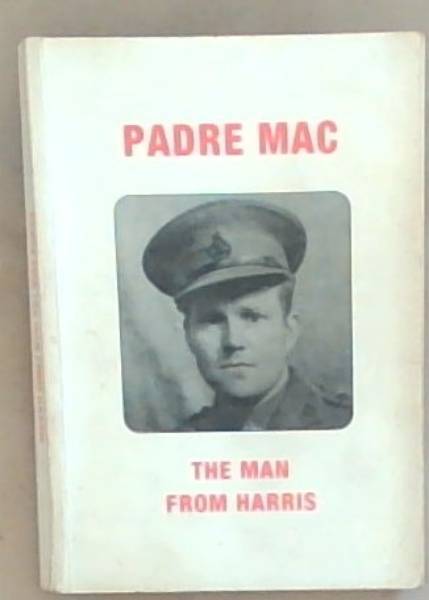 PADRE MAC
THE MAN
FROM HARRIS